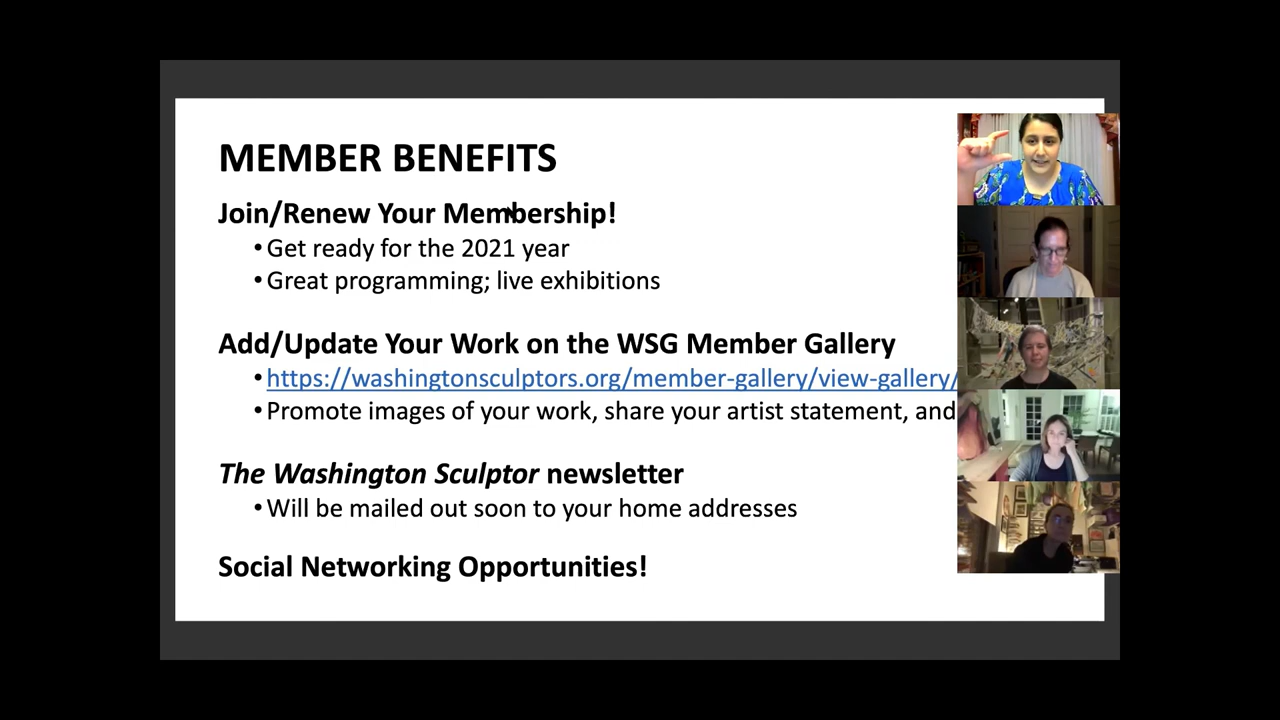 MEMBER BENEFITS
Join/Renew Your Membership!
• Get ready for the 2021 year
• Great programming; live exhibitions
Add/Update Your Work on the WSG Member Gallery
• https://washingtonsculptors.org/member-gallery/view-gallery/
• Promote images of your work, share your artist statement, and
The Washington Sculptor newsletter
• Will be mailed out soon to your home addresses
Social Networking Opportunities!